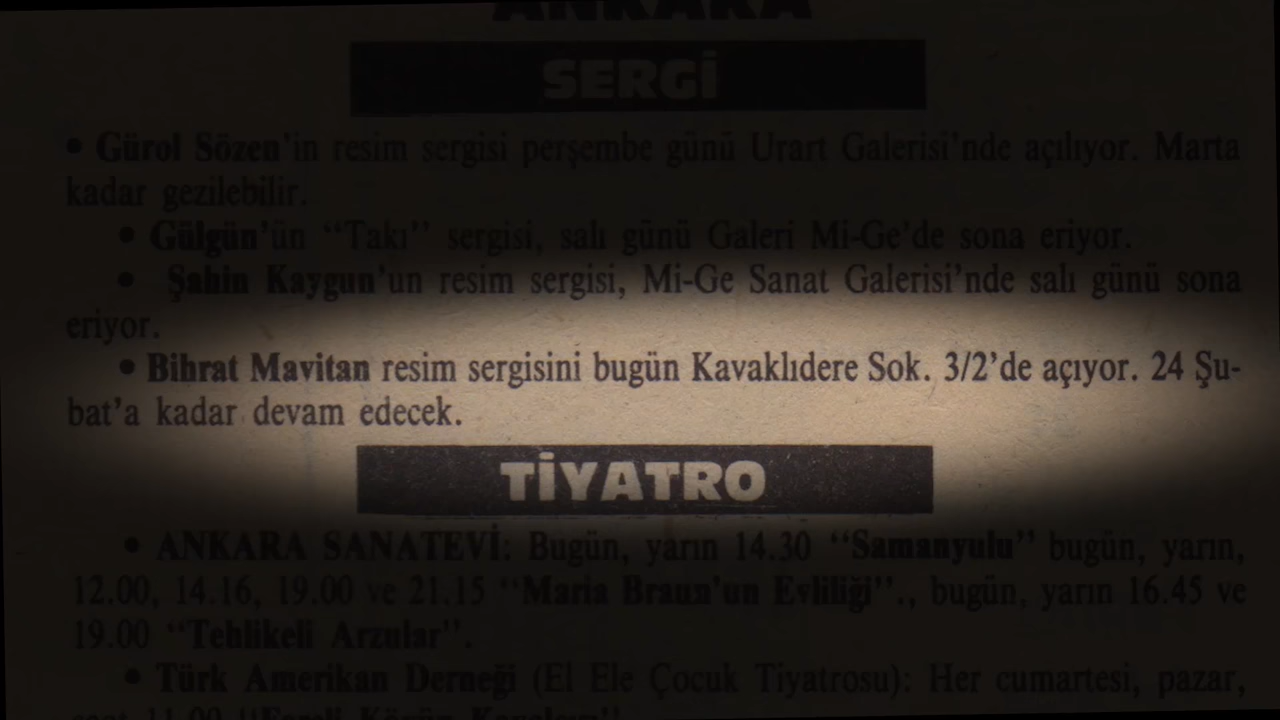 ANKARA
SERGİ
• Gürol Sözen'in resim sergisi perşembe günü Urart Galerisi'nde açılıyor. Marta
kadar gezilebilir.
• Gülgün'ün “Takı” sergisi, salı günü Galeri Mi-Ge'de sona eriyor.
• Şahin Kaygun'un resim sergisi, Mi-Ge Sanat Galerisi'nde salı günü sona
eriyor.
• Bihrat Mavitan resim sergisini bugün Kavaklıdere Sok. 3/2'de açıyor. 24 Şu-
bat'a kadar devam edecek.
TİYATRO
• ANKARA SANATEVİ: Bugün, yarın 14.30 “Samanyolu” bugün, yarın,
12.00, 14.16, 19.00 ve 21.15 “Maria Braun'un Evliliği”., bugün, yarın 16.45 ve
19.00 “Tehlikeli Arzular”.
• Türk Amerikan Derneği (El Ele Çocuk Tiyatrosu): Her cumartesi, pazar,